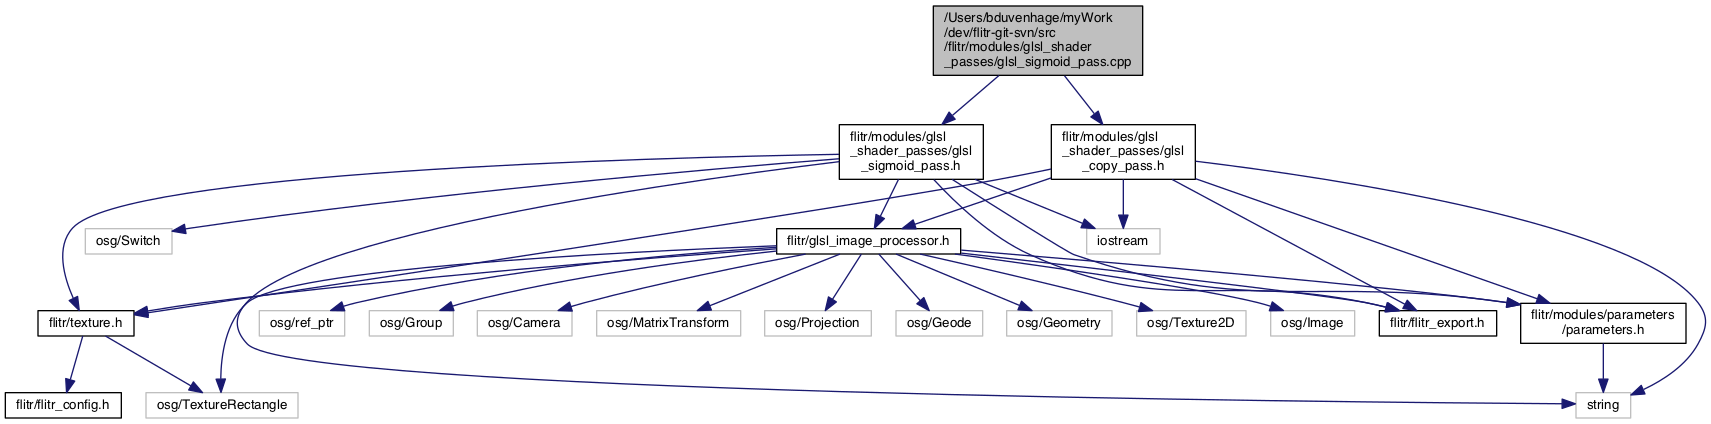 /Users/bduvenhage/myWork
/dev/flitr-git-svn/src
/flitr/modules/glsl_shader
_passes/glsl_sigmoid_pass.cpp
flitr/modules/glsl
_shader_passes/glsl
_sigmoid_pass.h
flitr/modules/glsl
_shader_passes/glsl
_copy_pass.h
osg/Switch
flitr/glsl_image_processor.h
iostream
flitr/texture.h
osg/ref_ptr
osg/Group
osg/Camera
osg/MatrixTransform
osg/Projection
osg/Geode
osg/Geometry
osg/Texture2D
osg/Image
flitr/flitr_export.h
flitr/modules/parameters
/parameters.h
flitr/flitr_config.h
osg/TextureRectangle
string